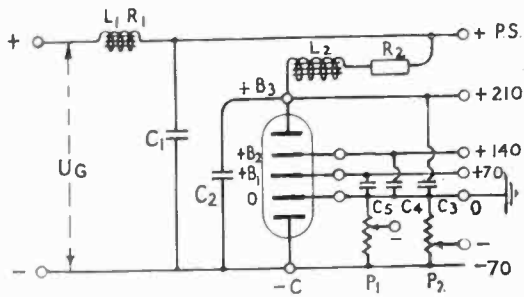 L₁ R₁
+ + P.S.
L₂ R₂
+ B₃ + 210
C₁ U_G
+B₂ +140
+B₁ +70
C₂ 0 C₅ C₄ C₃ 0
− −
− −C P₁ P₂ −70